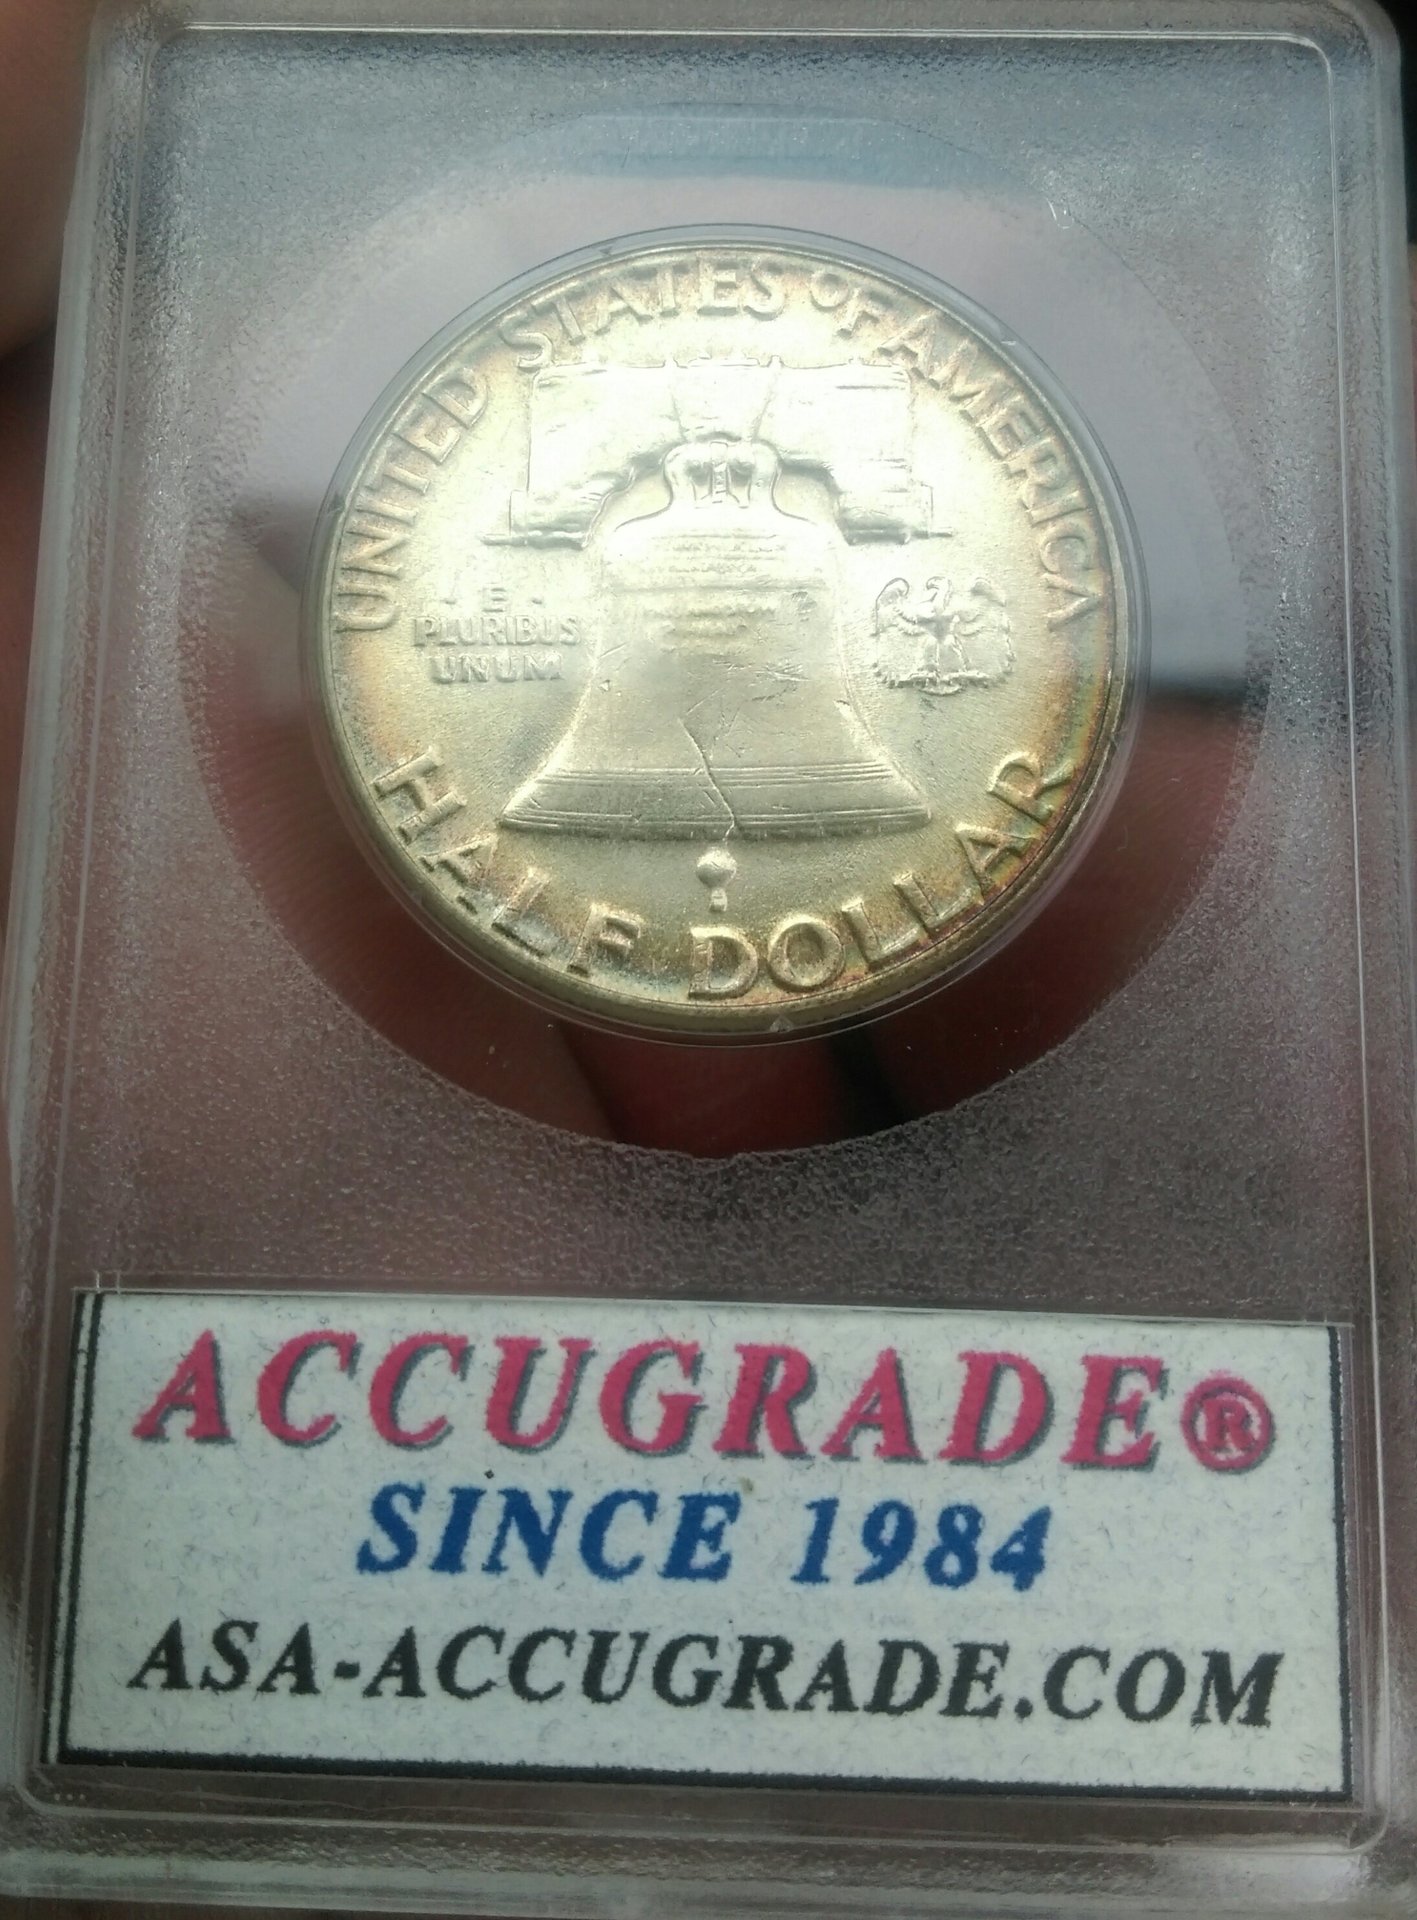 UNITED STATES OF AMERICA
E
PLURIBUS
UNUM
HALF DOLLAR
ACCUGRADE®
SINCE 1984
ASA-ACCUGRADE.COM